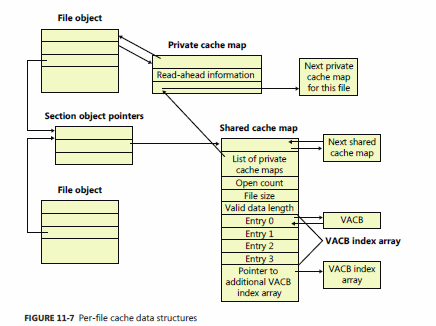 File object
Private cache map
Read-ahead information
Next private
cache map
for this file
Section object pointers
Shared cache map
Next shared
cache map
List of private
cache maps
Open count
File size
File object
Valid data length
Entry 0
VACB
Entry 1
VACB index array
Entry 2
Entry 3
Pointer to
additional VACB
index array
VACB index
array
FIGURE 11-7 Per-file cache data structures